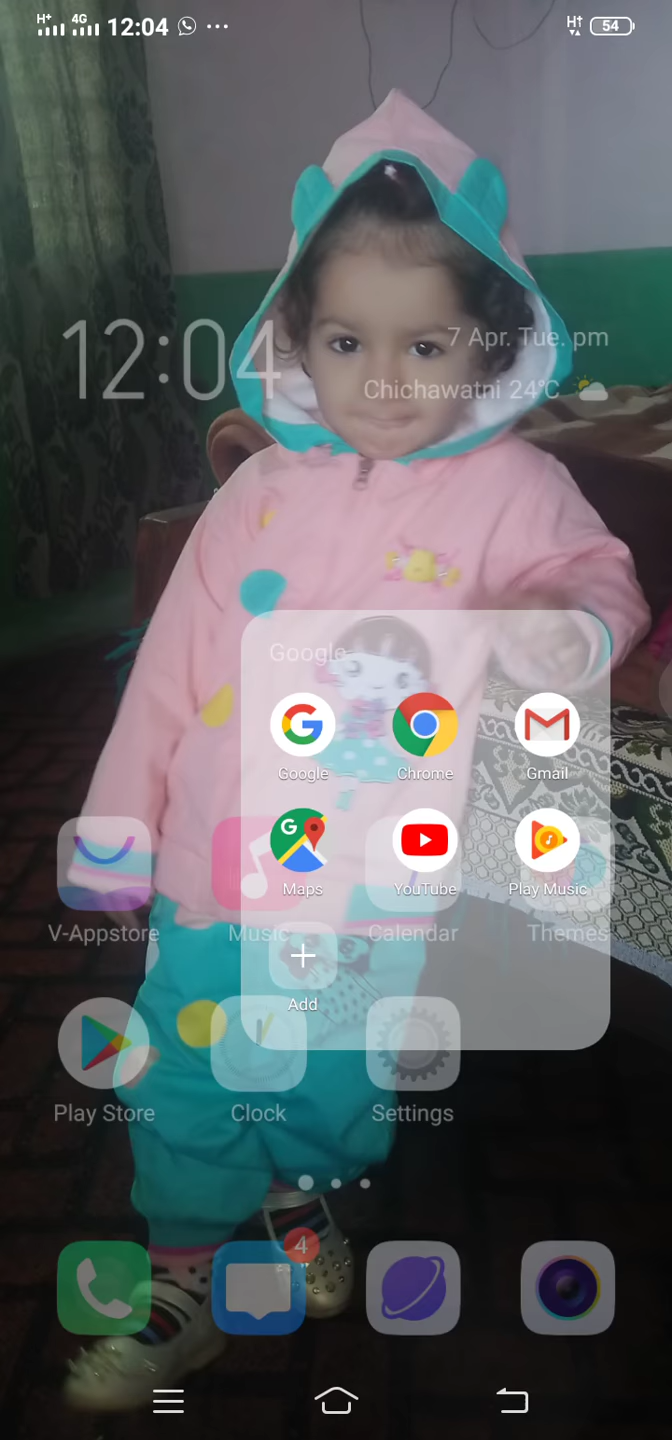 H+ 4G 12:04 ... H† 54
12:04
7 Apr. Tue. pm
Chichawatni 24°C
Google
Google Chrome Gmail
G
Maps YouTube Play Music
V-Appstore Music Calendar Themes
Add
Play Store Clock Settings
4